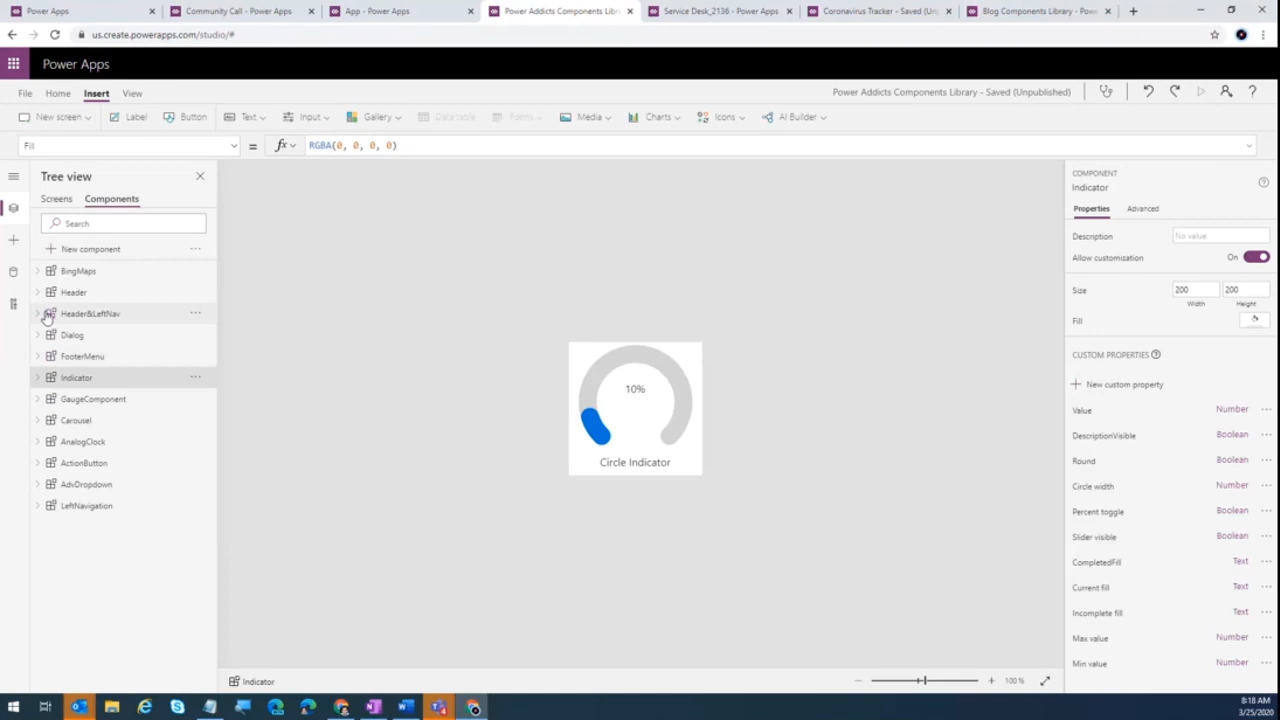 Power Apps
Community Call - Power Apps
App - Power Apps
Power Addicts Components Libr
Service Desk_2136 - Power Apps
Coronavirus Tracker - Saved (Un
Blog Components Library - Pow
us.create.powerapps.com/studio/#
Power Apps
File Home Insert View
Power Addicts Components Library - Saved (Unpublished)
New screen Label Button Text Input Gallery Data table Forms Media Charts Icons AI Builder
Fill = fx RGBA(0, 0, 0, 0)
Tree view
Screens Components
Search
New component
BingMaps
Header
Header&LeftNav
Dialog
FooterMenu
Indicator
GaugeComponent
Carousel
AnalogClock
ActionButton
AdvDropdown
LeftNavigation
10%
Circle Indicator
Indicator
100 %
COMPONENT
Indicator
Properties Advanced
Description No value
Allow customization On
Size 200 200
Width Height
Fill
CUSTOM PROPERTIES
New custom property
Value Number
DescriptionVisible Boolean
Round Boolean
Circle width Number
Percent toggle Boolean
Slider visible Boolean
CompletedFill Text
Current fill Text
Incomplete fill Text
Max value Number
Min value Number
8:18 AM
3/25/2020